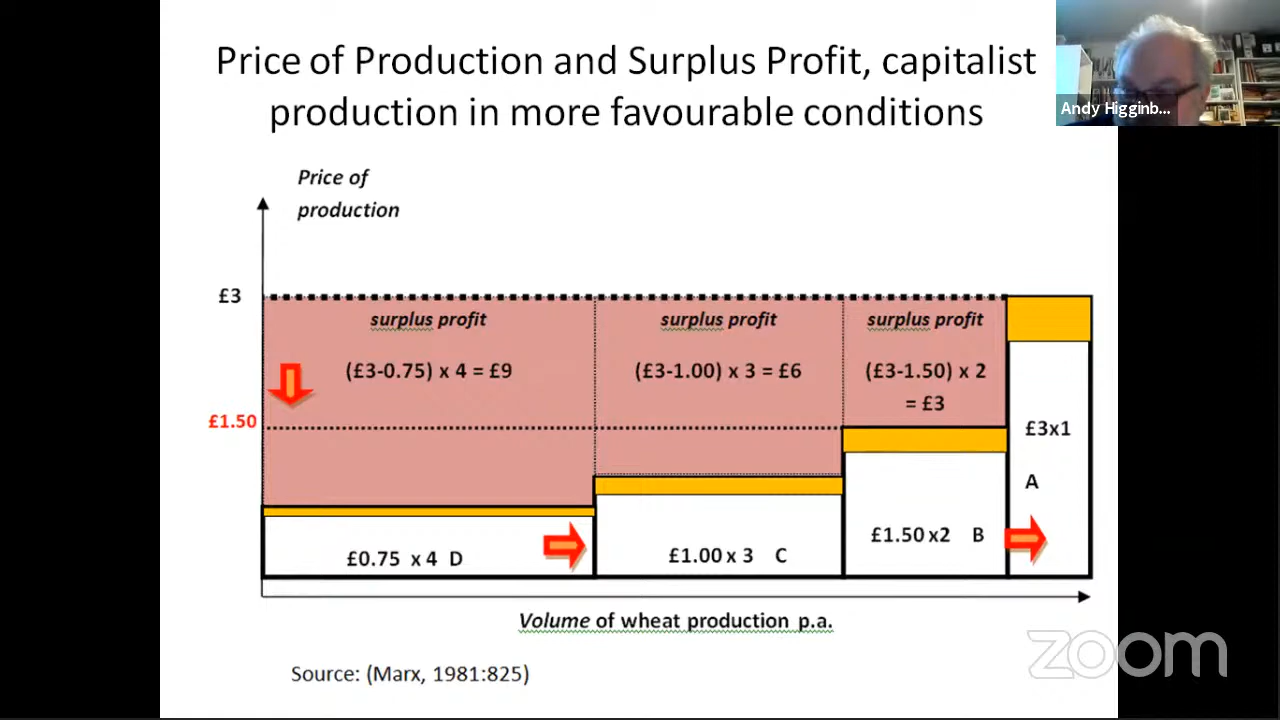 Price of Production and Surplus Profit, capitalist
production in more favourable conditions
Andy Higginb...
Price of
production
£3
surplus profit
surplus profit
surplus profit
(£3-0.75) x 4 = £9
(£3-1.00) x 3 = £6
(£3-1.50) x 2
= £3
£1.50
£3x1
A
£0.75 x 4 D
£1.00 x 3 C
£1.50 x2 B
Volume of wheat production p.a.
zoom
Source: (Marx, 1981:825)